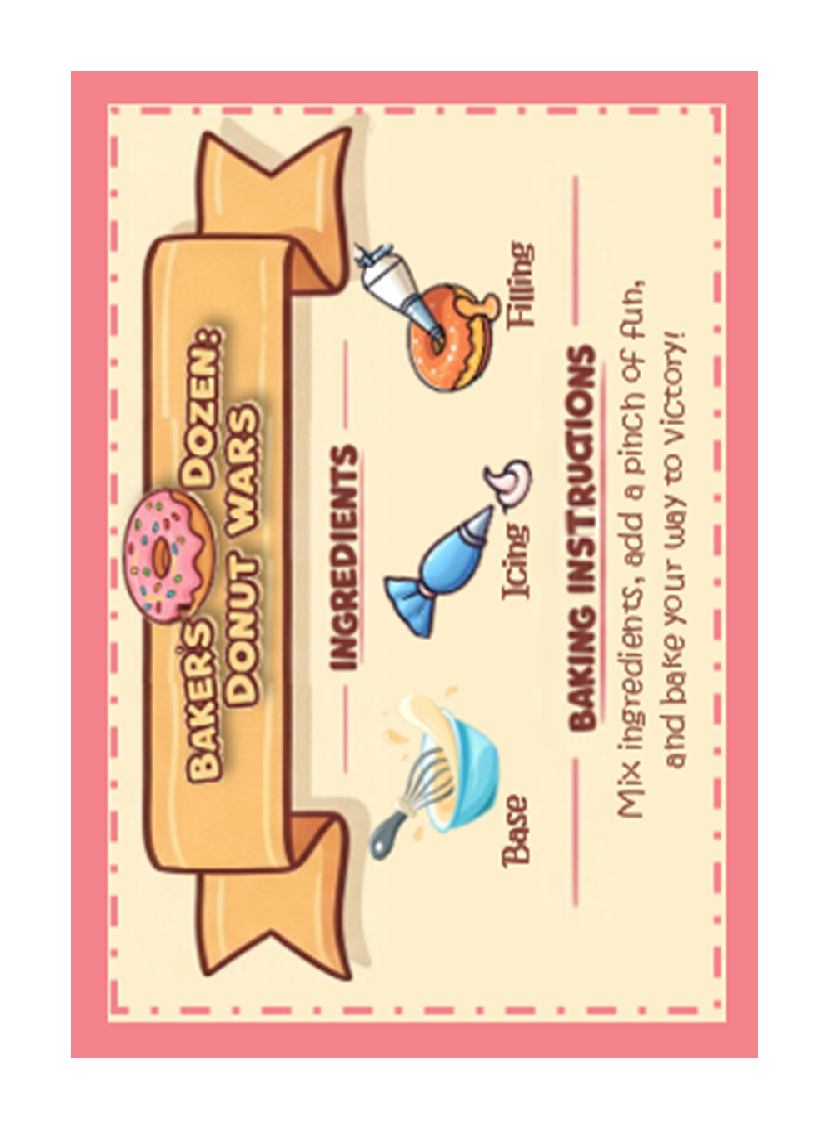 BAKER'S DOZEN:
DONUT WARS
INGREDIENTS
Base Icing Filling
BAKING INSTRUCTIONS
Mix ingredients, add a pinch of fun,
and bake your way to victory!